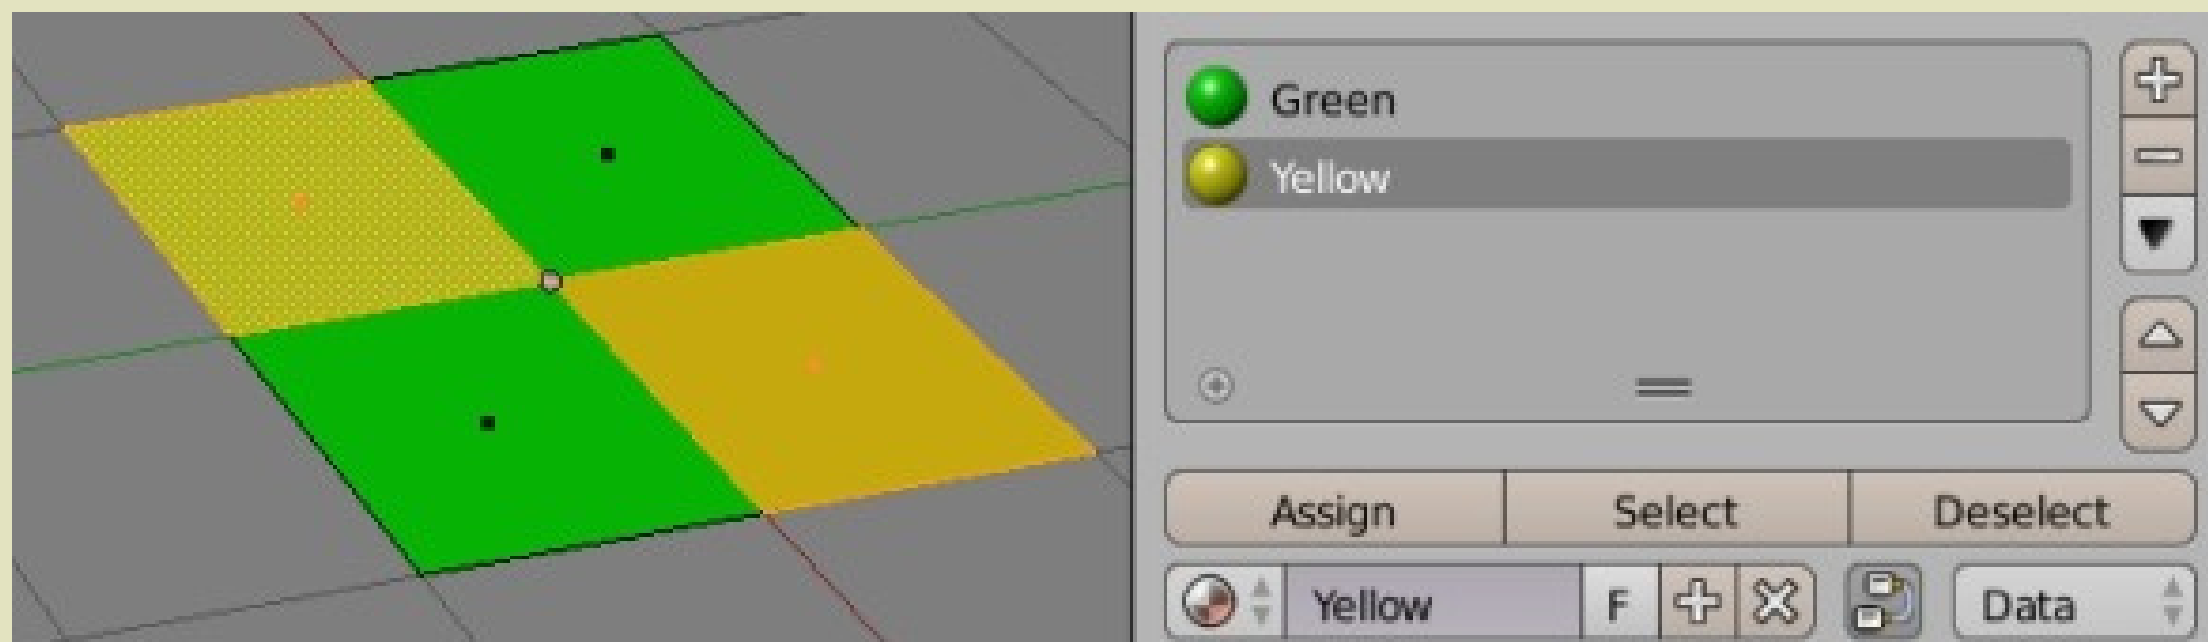 Green
Yellow
Assign Select Deselect
Yellow F Data